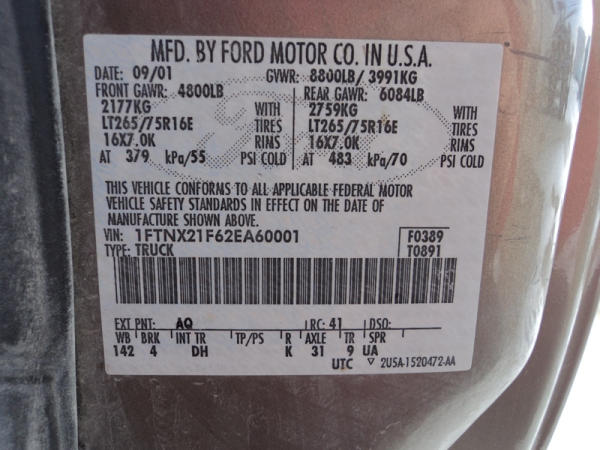 MFD. BY FORD MOTOR CO. IN U.S.A.
DATE: 09/01 GVWR: 8800LB/ 3991KG
FRONT GAWR: 4800LB REAR GAWR: 6084LB
2177KG WITH 2759KG WITH
LT265/75R16E TIRES LT265/75R16E TIRES
16X7.0K RIMS 16X7.0K RIMS
AT 379 kPa/55 PSI COLD AT 483 kPa/70 PSI COLD
THIS VEHICLE CONFORMS TO ALL APPLICABLE FEDERAL MOTOR
VEHICLE SAFETY STANDARDS IN EFFECT ON THE DATE OF
MANUFACTURE SHOWN ABOVE.
VIN: 1FTNX21F62EA60001 F0389
TYPE: TRUCK T0891
EXT PNT: AQ RC: 41 DSO:
WB BRK INT TR TP/PS R AXLE TR SPR
142 4 DH K 31 9 UA
UTC ▽ 2U5A-1520472-AA